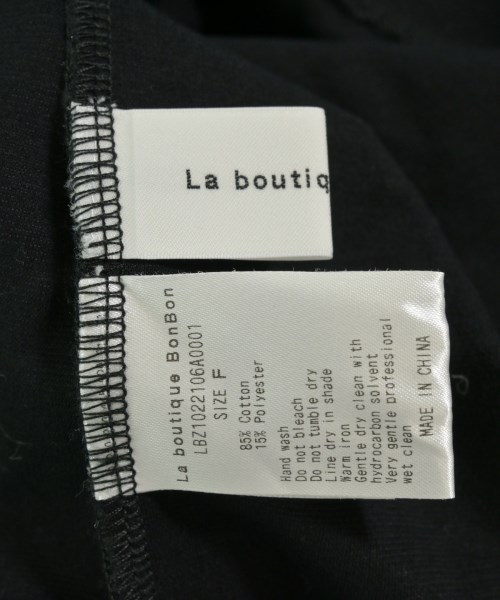 La boutiq
La boutique BonBon
LBZ1022106A0001
SIZE F
85% Cotton
15% Polyester
Hand wash
Do not bleach
Do not tumble dry
Line dry in shade
Warm iron
Gentle dry clean with
hydrocarbon solvent
Very gentle professional
wet clean
MADE IN CHINA